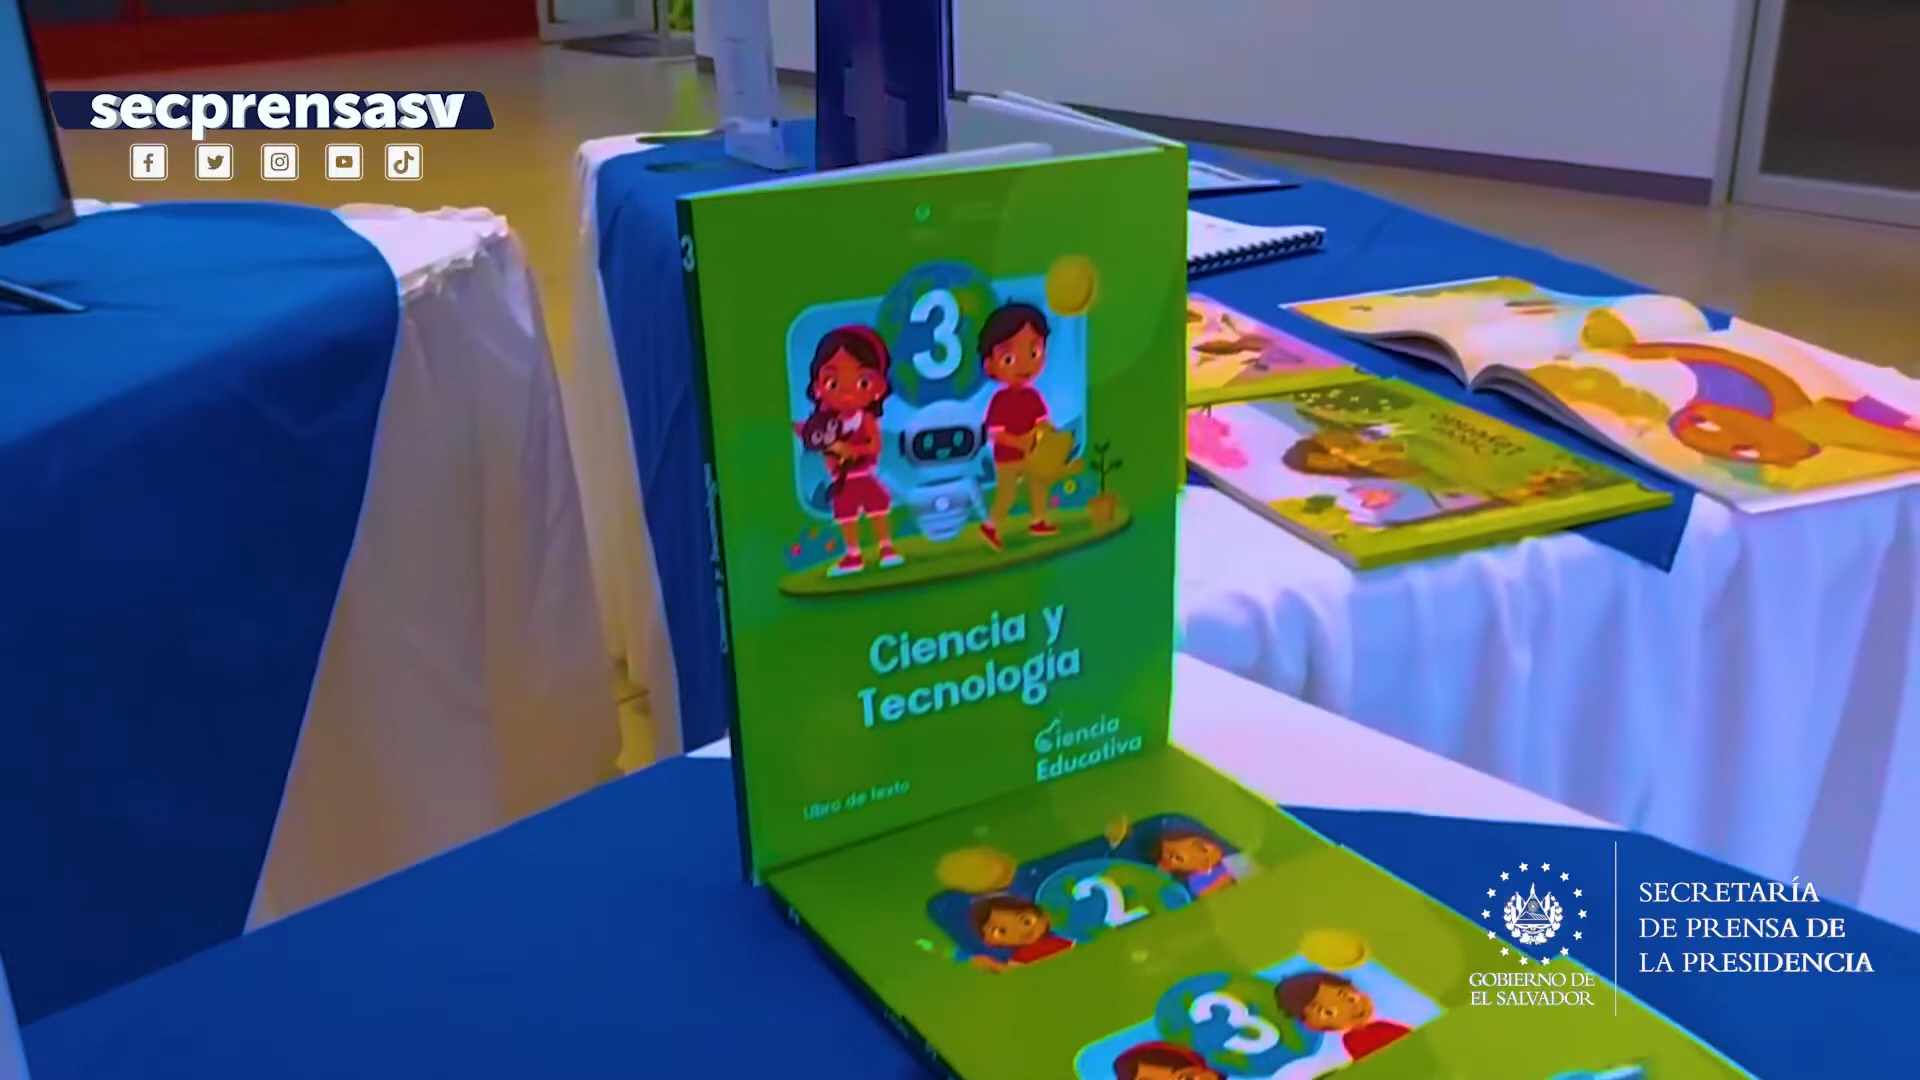 secprensasv
3
3
Ciencia y
Tecnología
Ciencia
Educativa
Libro de texto
2
3
GOBIERNO DE
EL SALVADOR
SECRETARÍA
DE PRENSA DE
LA PRESIDENCIA